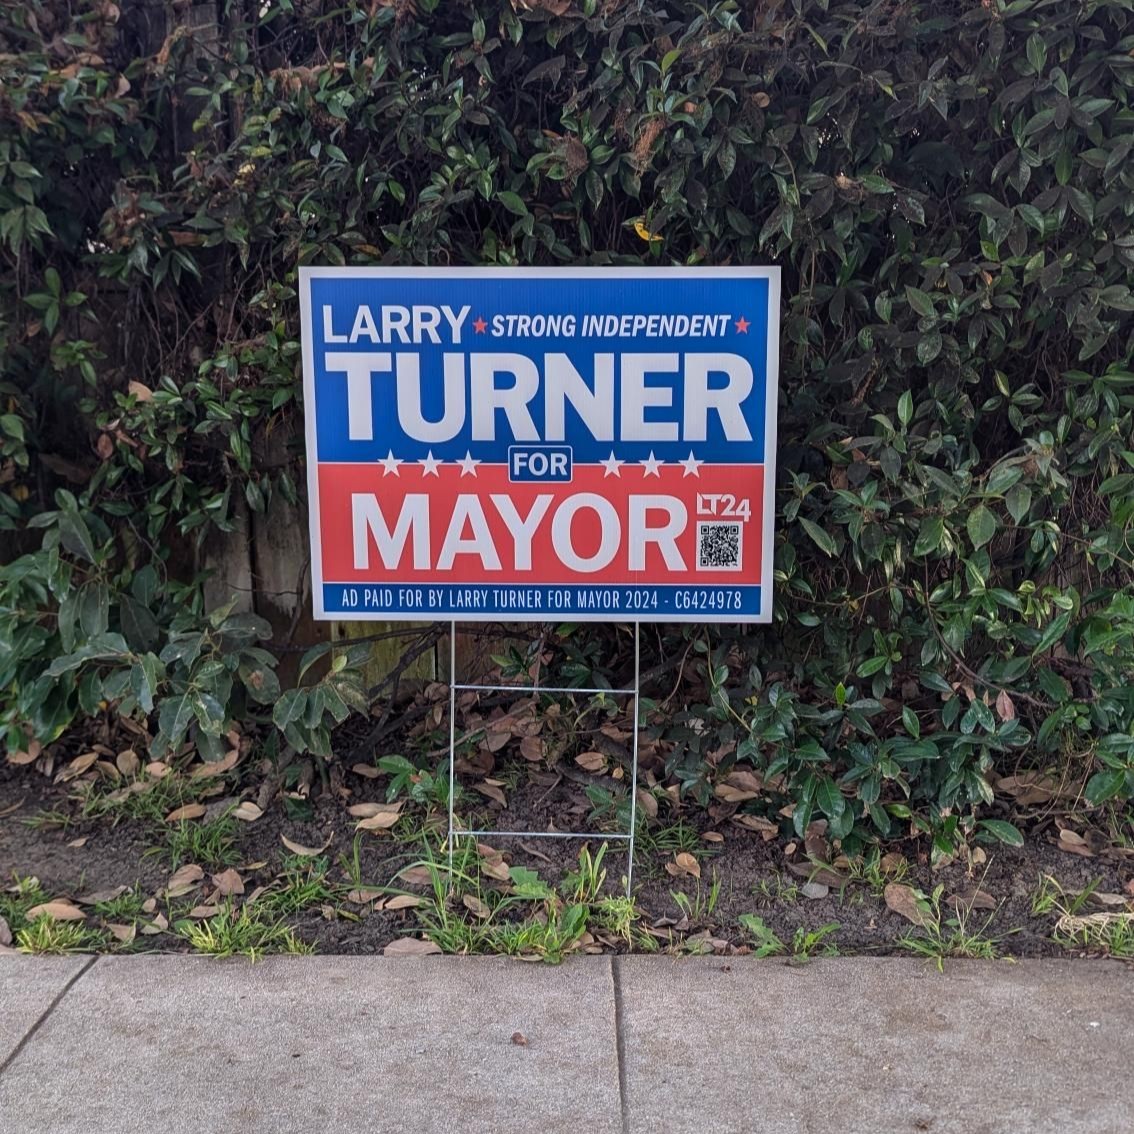 LARRY ★ STRONG INDEPENDENT ★
TURNER
FOR
MAYOR
LT24
AD PAID FOR BY LARRY TURNER FOR MAYOR 2024 - C6424978